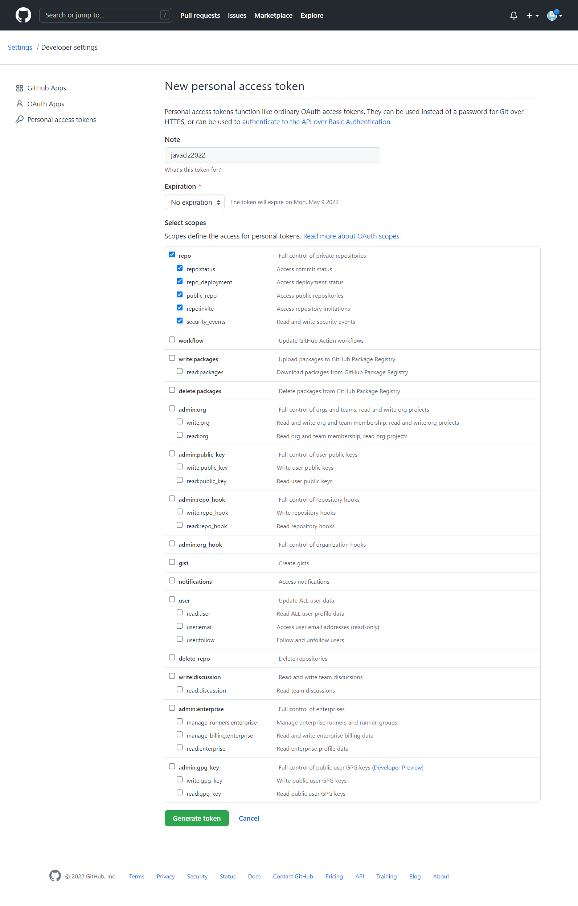 Search or jump to...
/
Pull requests Issues Marketplace Explore
Settings / Developer settings
GitHub Apps
OAuth Apps
Personal access tokens
New personal access token
Personal access tokens function like ordinary OAuth access tokens. They can be used instead of a password for Git over
HTTPS, or can be used to authenticate to the API over Basic Authentication.
Note
javadz2022
What's this token for?
Expiration *
No expiration The token will expire on Mon, May 9 2022
Select scopes
Scopes define the access for personal tokens. Read more about OAuth scopes.
repo Full control of private repositories
repo:status Access commit status
repo_deployment Access deployment status
public_repo Access public repositories
repo:invite Access repository invitations
security_events Read and write security events
workflow Update GitHub Action workflows
write:packages Upload packages to GitHub Package Registry
read:packages Download packages from GitHub Package Registry
delete:packages Delete packages from GitHub Package Registry
admin:org Full control of orgs and teams, read and write org projects
write:org Read and write org and team membership, read and write org projects
read:org Read org and team membership, read org projects
admin:public_key Full control of user public keys
write:public_key Write user public keys
read:public_key Read user public keys
admin:repo_hook Full control of repository hooks
write:repo_hook Write repository hooks
read:repo_hook Read repository hooks
admin:org_hook Full control of organization hooks
gist Create gists
notifications Access notifications
user Update ALL user data
read:user Read ALL user profile data
user:email Access user email addresses (read-only)
user:follow Follow and unfollow users
delete_repo Delete repositories
write:discussion Read and write team discussions
read:discussion Read team discussions
admin:enterprise Full control of enterprises
manage_runners:enterprise Manage enterprise runners and runner-groups
manage_billing:enterprise Read and write enterprise billing data
read:enterprise Read enterprise profile data
admin:gpg_key Full control of public user GPG keys (Developer Preview)
write:gpg_key Write public user GPG keys
read:gpg_key Read public user GPG keys
Generate token Cancel
© 2022 GitHub, Inc. Terms Privacy Security Status Docs Contact GitHub Pricing API Training Blog About